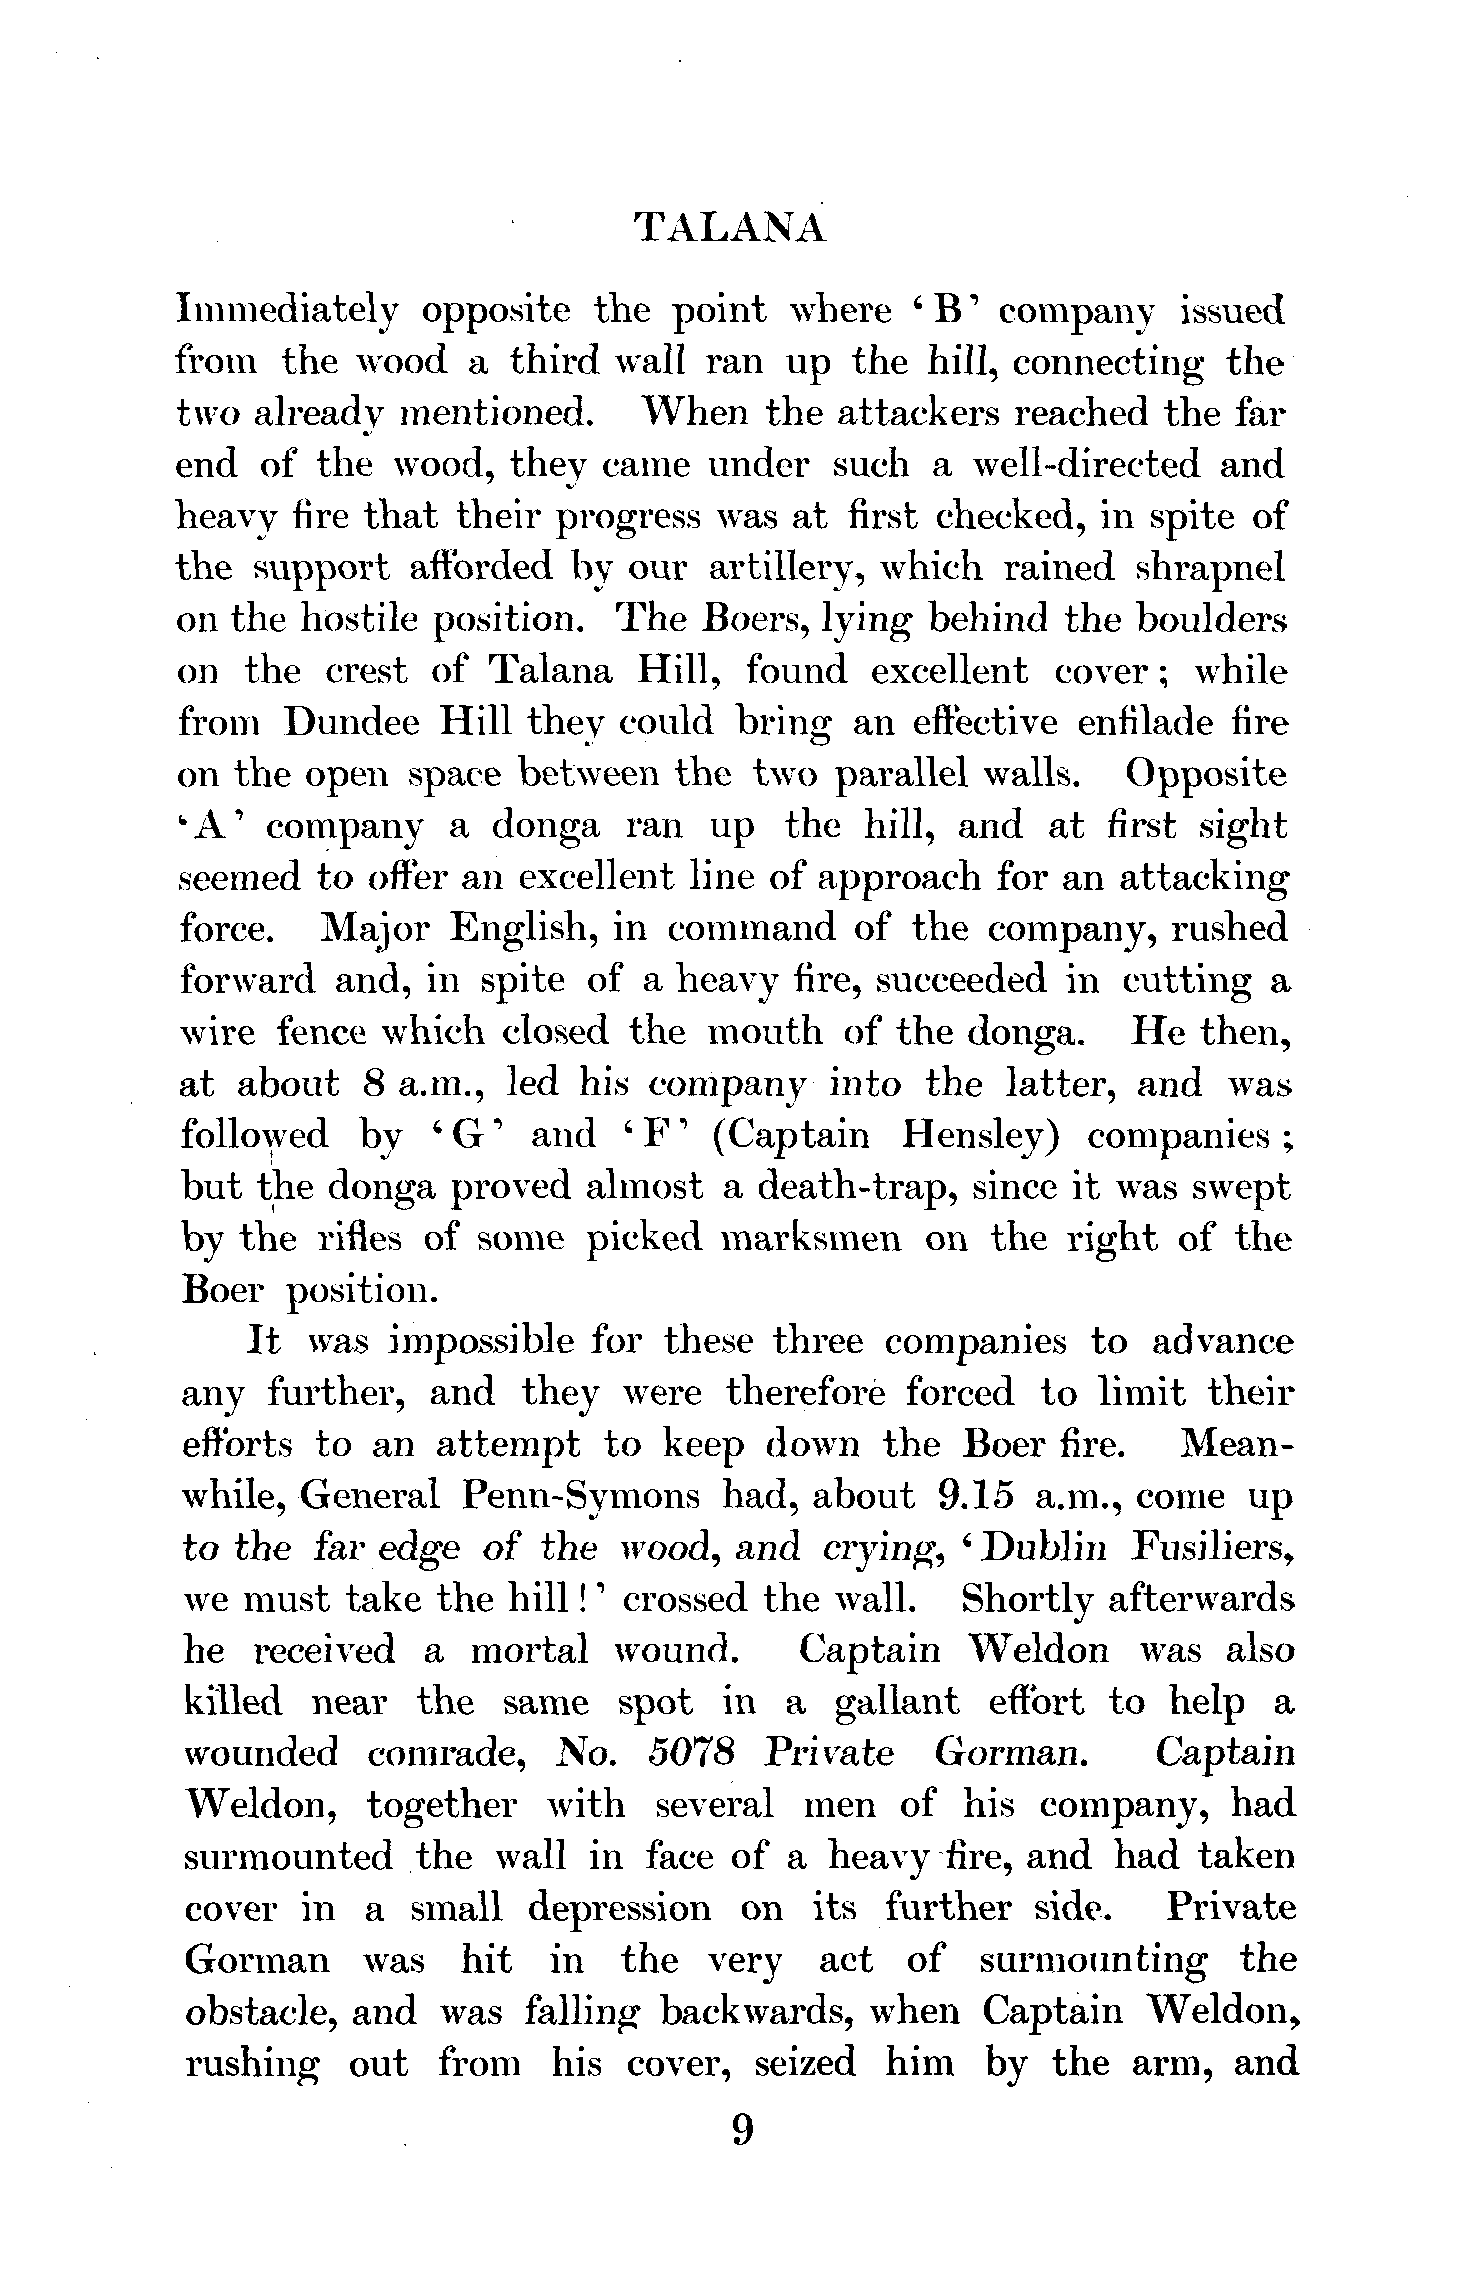 TALANA
Immediately opposite the point where ‘B’ company issued
from the wood a third wall ran up the hill, connecting the
two already mentioned. When the attackers reached the far
end of the wood, they came under such a well-directed and
heavy fire that their progress was at first checked, in spite of
the support afforded by our artillery, which rained shrapnel
on the hostile position. The Boers, lying behind the boulders
on the crest of Talana Hill, found excellent cover; while
from Dundee Hill they could bring an effective enfilade fire
on the open space between the two parallel walls. Opposite
‘A’ company a donga ran up the hill, and at first sight
seemed to offer an excellent line of approach for an attacking
force. Major English, in command of the company, rushed
forward and, in spite of a heavy fire, succeeded in cutting a
wire fence which closed the mouth of the donga. He then,
at about 8 a.m., led his company into the latter, and was
followed by ‘G’ and ‘F’ (Captain Hensley) companies;
but the donga proved almost a death-trap, since it was swept
by the rifles of some picked marksmen on the right of the
Boer position.
It was impossible for these three companies to advance
any further, and they were therefore forced to limit their
efforts to an attempt to keep down the Boer fire. Mean-
while, General Penn-Symons had, about 9.15 a.m., come up
to the far edge of the wood, and crying, ‘Dublin Fusiliers,
we must take the hill!’ crossed the wall. Shortly afterwards
he received a mortal wound. Captain Weldon was also
killed near the same spot in a gallant effort to help a
wounded comrade, No. 5078 Private Gorman. Captain
Weldon, together with several men of his company, had
surmounted the wall in face of a heavy fire, and had taken
cover in a small depression on its further side. Private
Gorman was hit in the very act of surmounting the
obstacle, and was falling backwards, when Captain Weldon,
rushing out from his cover, seized him by the arm, and
9